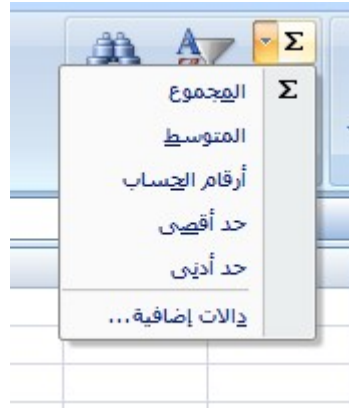 Σ
المجموع Σ
المتوسط
أرقام الحساب
حد أقصى
حد أدنى
دالات إضافية...